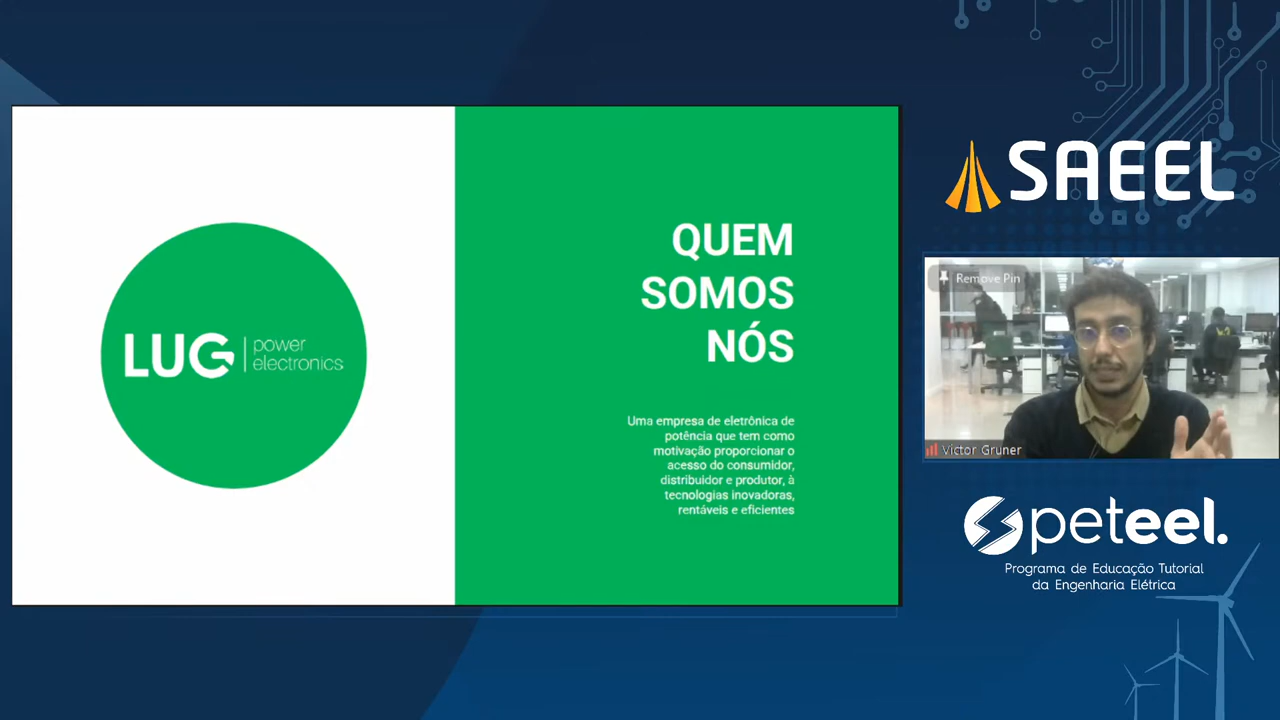 LUG
power
electronics
QUEM
SOMOS
NÓS
Uma empresa de eletrônica de
potência que tem como
motivação proporcionar o
acesso do consumidor,
distribuidor e produtor, à
tecnologias inovadoras,
rentáveis e eficientes
SAEEL
Remove Pin
Victor Gruner
peteel.
Programa de Educação Tutorial
da Engenharia Elétrica